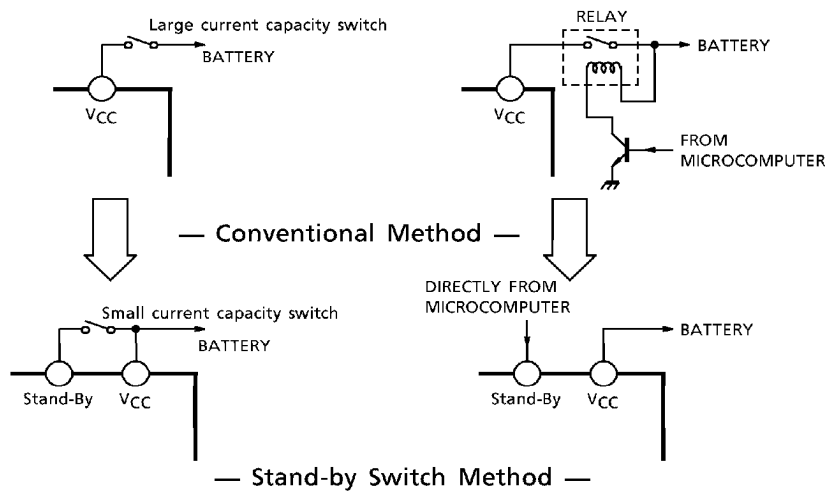 Large current capacity switch
BATTERY
VCC
RELAY
BATTERY
VCC
FROM
MICROCOMPUTER
— Conventional Method —
Small current capacity switch
BATTERY
Stand-By VCC
DIRECTLY FROM
MICROCOMPUTER
BATTERY
Stand-By VCC
— Stand-by Switch Method —